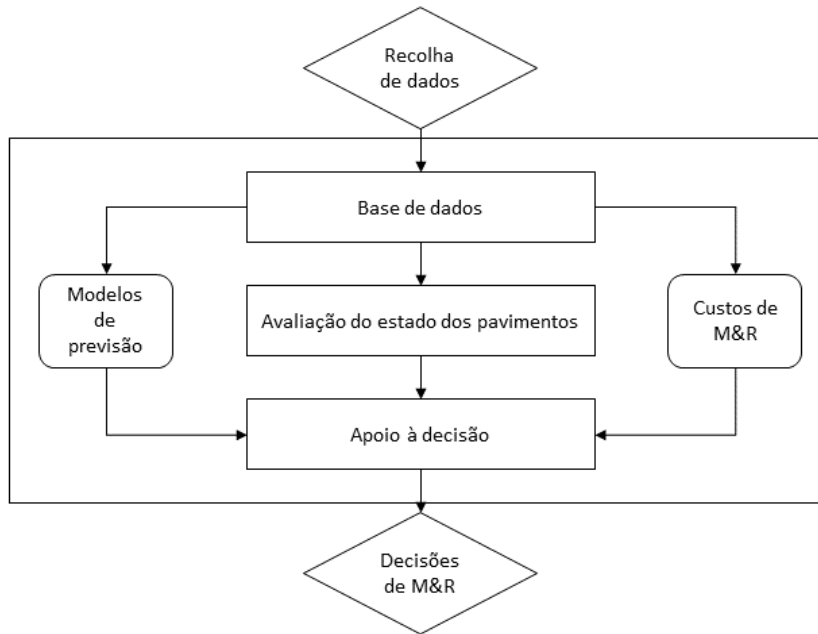 Recolha
de dados
Base de dados
Modelos
de
previsão
Avaliação do estado dos pavimentos
Custos de
M&R
Apoio à decisão
Decisões
de M&R